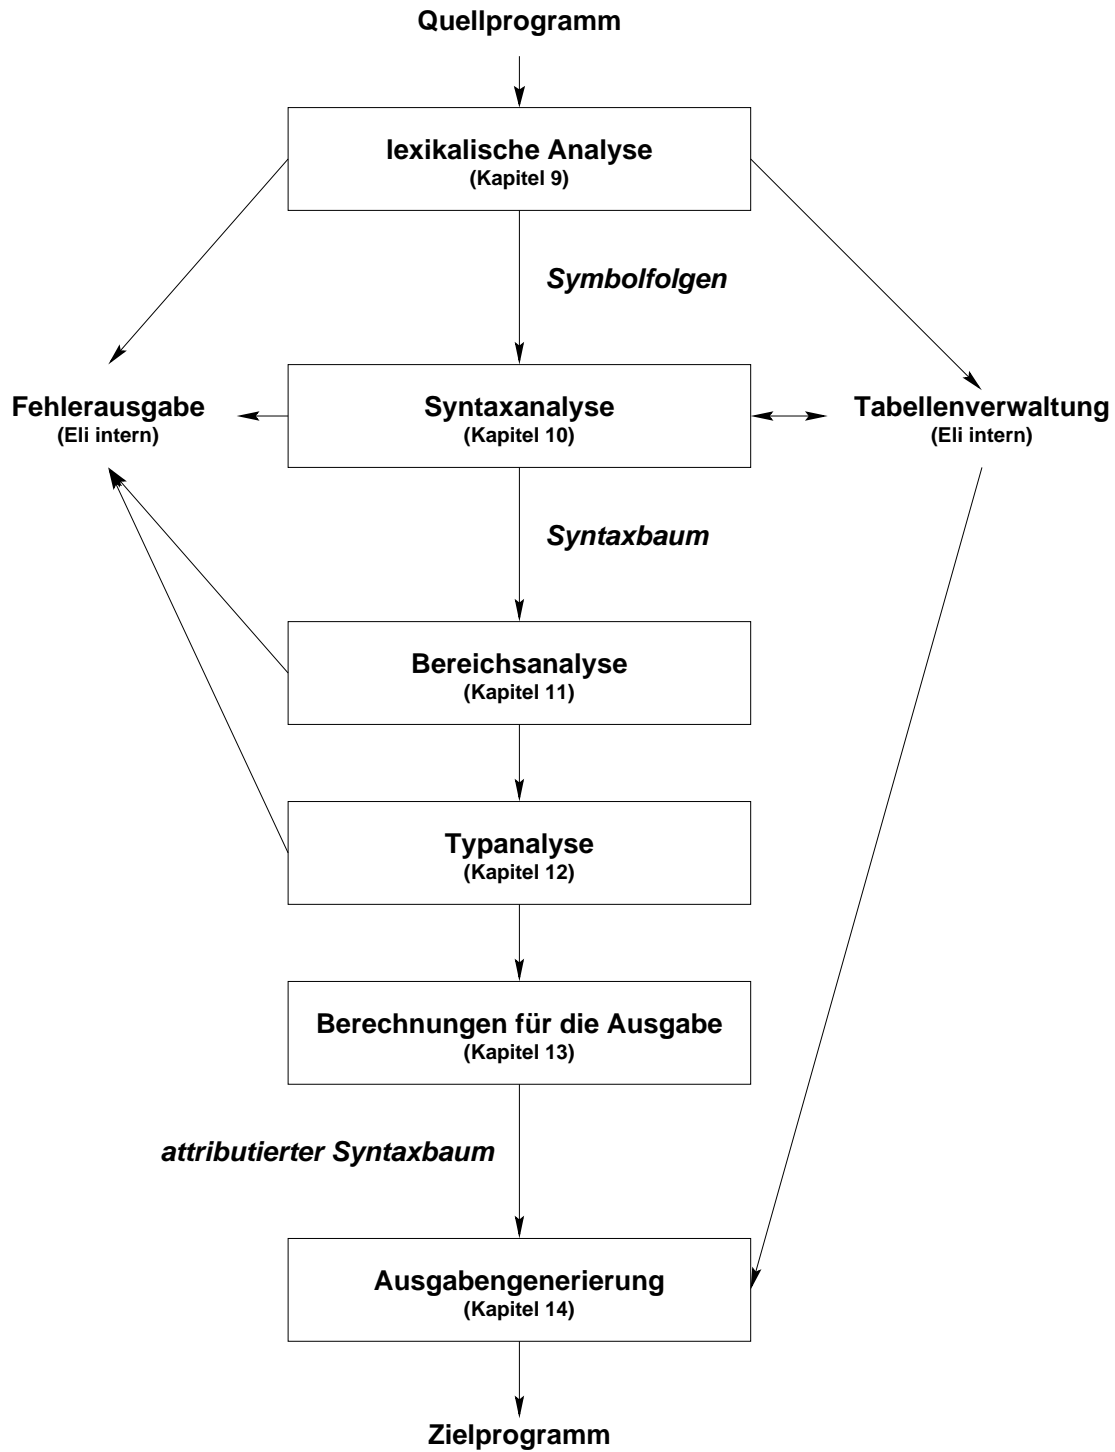 Quellprogramm
lexikalische Analyse
(Kapitel 9)
Symbolfolgen
Fehlerausgabe
(Eli intern)
Syntaxanalyse
(Kapitel 10)
Tabellenverwaltung
(Eli intern)
Syntaxbaum
Bereichsanalyse
(Kapitel 11)
Typanalyse
(Kapitel 12)
Berechnungen für die Ausgabe
(Kapitel 13)
attributierter Syntaxbaum
Ausgabengenerierung
(Kapitel 14)
Zielprogramm